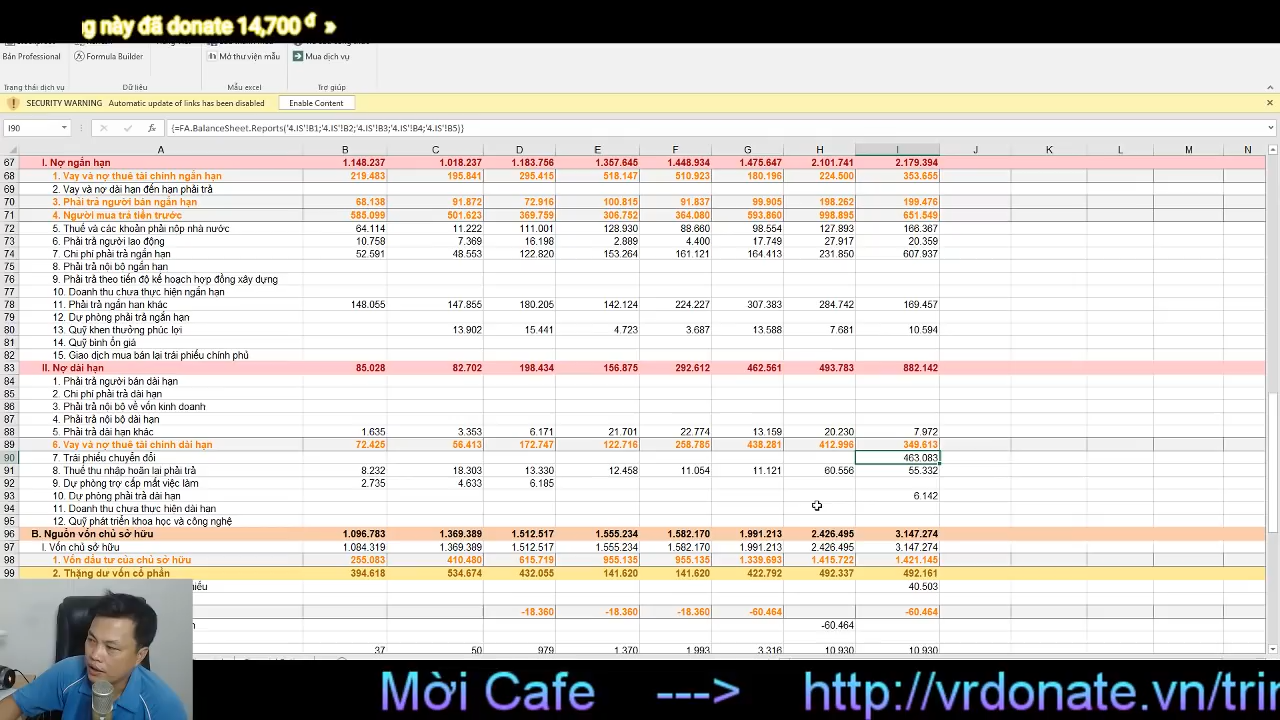 g này đã donate 14,700 đ »
Bán Professional
Formula Builder
Mở thư viện mẫu
Mua dịch vụ
Trạng thái dịch vụ
Dữ liệu
Mẫu excel
Trợ giúp
SECURITY WARNING Automatic update of links has been disabled Enable Content
I90 fx {=FA.BalanceSheet.Reports('4.IS'!B1;'4.IS'!B2;'4.IS'!B3;'4.IS'!B4;'4.IS'!B5)}
A B C D E F G H I J K L M N
67 I. Nợ ngắn hạn 1.148.237 1.018.237 1.183.756 1.357.645 1.448.934 1.475.647 2.101.741 2.179.394
68 1. Vay và nợ thuê tài chính ngắn hạn 219.483 195.841 295.415 518.147 510.923 180.196 224.500 353.655
69 2. Vay và nợ dài hạn đến hạn phải trả
70 3. Phải trả người bán ngắn hạn 68.138 91.872 72.916 100.815 91.837 99.905 198.262 199.476
71 4. Người mua trả tiền trước 585.099 501.623 369.759 306.752 364.080 593.860 998.895 651.549
72 5. Thuế và các khoản phải nộp nhà nước 64.114 11.222 111.001 128.930 88.660 98.554 127.893 166.367
73 6. Phải trả người lao động 10.758 7.369 16.198 2.889 4.400 17.749 27.917 20.359
74 7. Chi phí phải trả ngắn hạn 52.591 48.553 122.820 153.264 161.121 164.413 231.850 607.937
75 8. Phải trả nội bộ ngắn hạn
76 9. Phải trả theo tiến độ kế hoạch hợp đồng xây dựng
77 10. Doanh thu chưa thực hiện ngắn hạn
78 11. Phải trả ngắn hạn khác 148.055 147.855 180.205 142.124 224.227 307.383 284.742 169.457
79 12. Dự phòng phải trả ngắn hạn
80 13. Quỹ khen thưởng phúc lợi 13.902 15.441 4.723 3.687 13.588 7.681 10.594
81 14. Quỹ bình ổn giá
82 15. Giao dịch mua bán lại trái phiếu chính phủ
83 II. Nợ dài hạn 85.028 82.702 198.434 156.875 292.612 462.561 493.783 882.142
84 1. Phải trả người bán dài hạn
85 2. Chi phí phải trả dài hạn
86 3. Phải trả nội bộ về vốn kinh doanh
87 4. Phải trả nội bộ dài hạn
88 5. Phải trả dài hạn khác 1.635 3.353 6.171 21.701 22.774 13.159 20.230 7.972
89 6. Vay và nợ thuê tài chính dài hạn 72.425 56.413 172.747 122.716 258.785 438.281 412.996 349.613
90 7. Trái phiếu chuyển đổi 463.083
91 8. Thuế thu nhập hoãn lại phải trả 8.232 18.303 13.330 12.458 11.054 11.121 60.556 55.332
92 9. Dự phòng trợ cấp mất việc làm 2.735 4.633 6.185
93 10. Dự phòng phải trả dài hạn 6.142
94 11. Doanh thu chưa thực hiện dài hạn
95 12. Quỹ phát triển khoa học và công nghệ
96 B. Nguồn vốn chủ sở hữu 1.096.783 1.369.389 1.512.517 1.555.234 1.582.170 1.991.213 2.426.495 3.147.274
97 I. Vốn chủ sở hữu 1.084.319 1.369.389 1.512.517 1.555.234 1.582.170 1.991.213 2.426.495 3.147.274
98 1. Vốn đầu tư của chủ sở hữu 255.083 410.480 615.719 955.135 955.135 1.339.693 1.415.722 1.421.145
99 2. Thặng dư vốn cổ phần 394.618 534.674 432.055 141.620 141.620 422.792 492.337 492.161
40.503
-18.360 -18.360 -18.360 -60.464 -60.464
-60.464
37 50 979 1.370 1.993 3.316 10.930 10.930
Mời Cafe ---> http://vrdonate.vn/trin